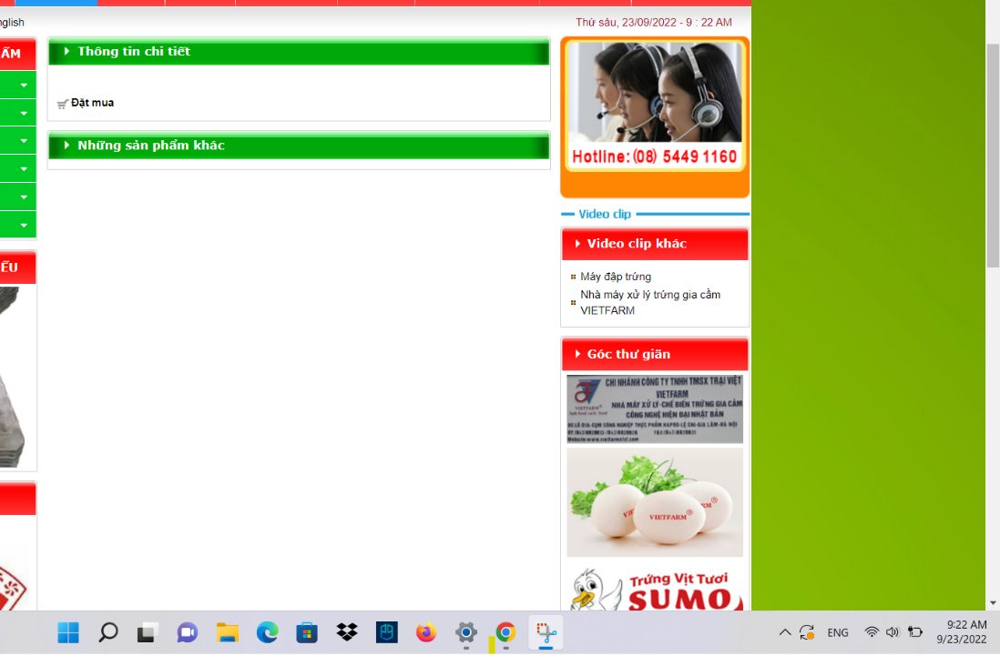 nglish
Thứ sáu, 23/09/2022 - 9 : 22 AM
ẨM
Thông tin chi tiết
Đặt mua
Những sản phẩm khác
ẾU
Hotline: (08) 5449 1160
Video clip
Video clip khác
Máy đập trứng
Nhà máy xử lý trứng gia cầm
VIETFARM
Góc thư giãn
CHI NHÁNH CÔNG TY TNHH TMSX TRẠI VIỆT
VIETFARM
NHÀ MÁY XỬ LÝ-CHẾ BIẾN TRỨNG GIA CẦM
CÔNG NGHỆ HIỆN ĐẠI NHẬT BẢN
VIETFARM
Trứng Vịt Tươi
SUMO
ENG
9:22 AM
9/23/2022